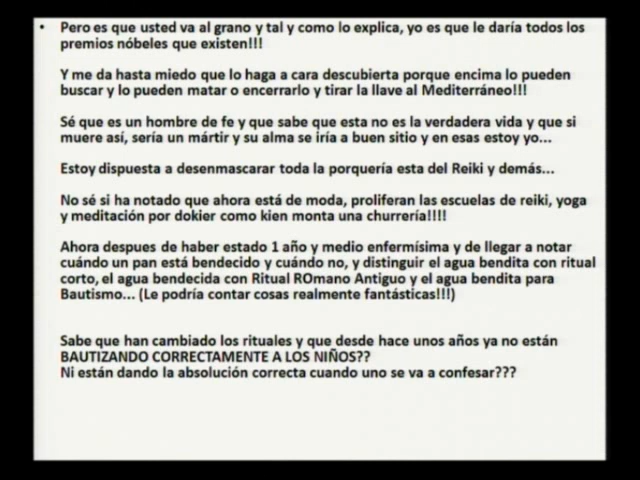 • Pero es que usted va al grano y tal y como lo explica, yo es que le daría todos los
premios nóbeles que existen!!!
Y me da hasta miedo que lo haga a cara descubierta porque encima lo pueden
buscar y lo pueden matar o encerrarlo y tirar la llave al Mediterráneo!!!
Sé que es un hombre de fe y que sabe que esta no es la verdadera vida y que si
muere así, sería un mártir y su alma se iría a buen sitio y en esas estoy yo...
Estoy dispuesta a desenmascarar toda la porquería esta del Reiki y demás...
No sé si ha notado que ahora está de moda, proliferan las escuelas de reiki, yoga
y meditación por dokier como kien monta una churrería!!!!
Ahora despues de haber estado 1 año y medio enfermísima y de llegar a notar
cuándo un pan está bendecido y cuándo no, y distinguir el agua bendita con ritual
corto, el agua bendecida con Ritual ROmano Antiguo y el agua bendita para
Bautismo... (Le podría contar cosas realmente fantásticas!!!)
Sabe que han cambiado los rituales y que desde hace unos años ya no están
BAUTIZANDO CORRECTAMENTE A LOS NIÑOS??
Ni están dando la absolución correcta cuando uno se va a confesar???